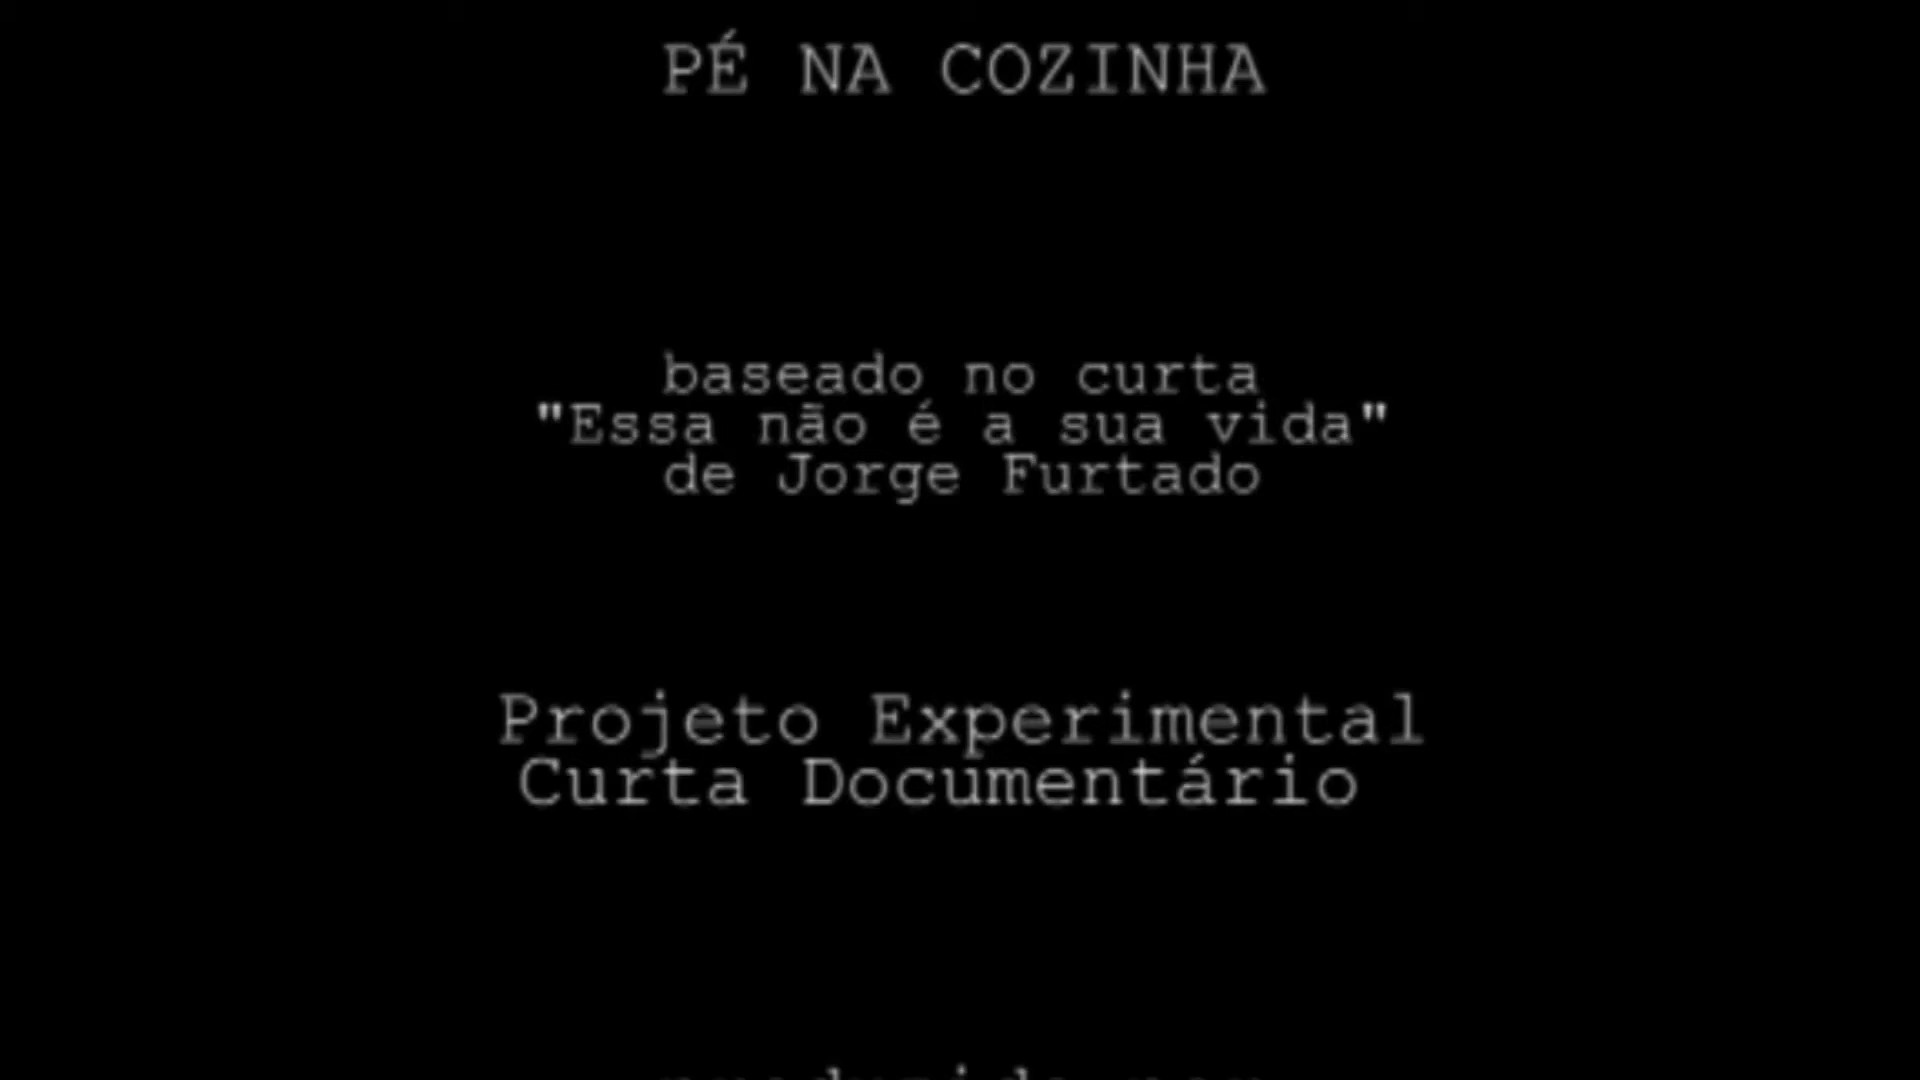 PÉ NA COZINHA
baseado no curta
"Essa não é a sua vida"
de Jorge Furtado
Projeto Experimental
Curta Documentário